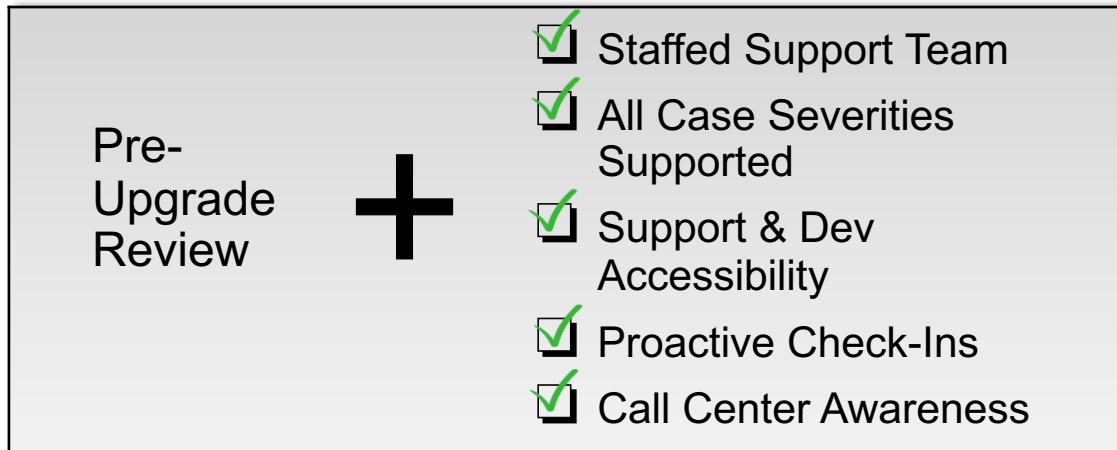 Pre-
Upgrade
Review
Staffed Support Team
All Case Severities
Supported
Support & Dev
Accessibility
Proactive Check-Ins
Call Center Awareness